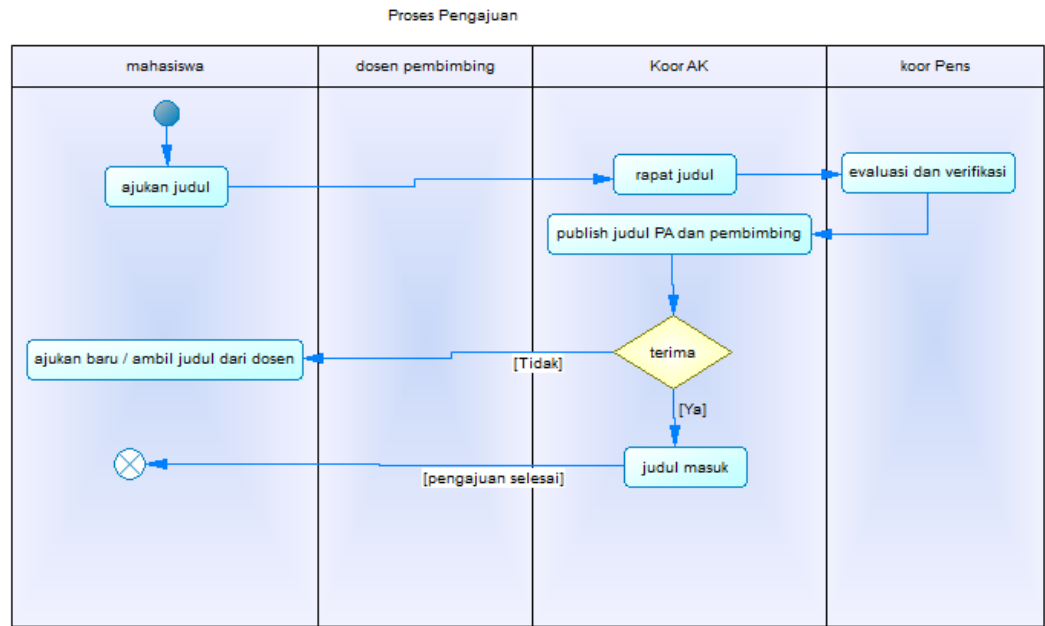 Proses Pengajuan
mahasiswa
dosen pembimbing
Koor AK
koor Pens
ajukan judul
rapat judul
evaluasi dan verifikasi
publish judul PA dan pembimbing
ajukan baru / ambil judul dari dosen
[Tidak]
terima
[Ya]
judul masuk
[pengajuan selesai]